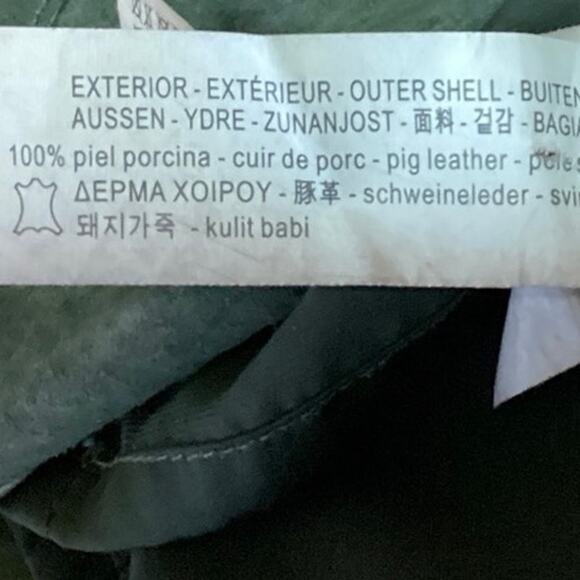 EXTERIOR - EXTÉRIEUR - OUTER SHELL - BUITEN
AUSSEN - YDRE - ZUNANJOST - 面料 - 겉감 - BAGIA
100% piel porcina - cuir de porc - pig leather -
ΔΕΡΜΑ ΧΟΙΡΟΥ - 豚革 - schweineleder - svi
돼지가죽 - kulit babi